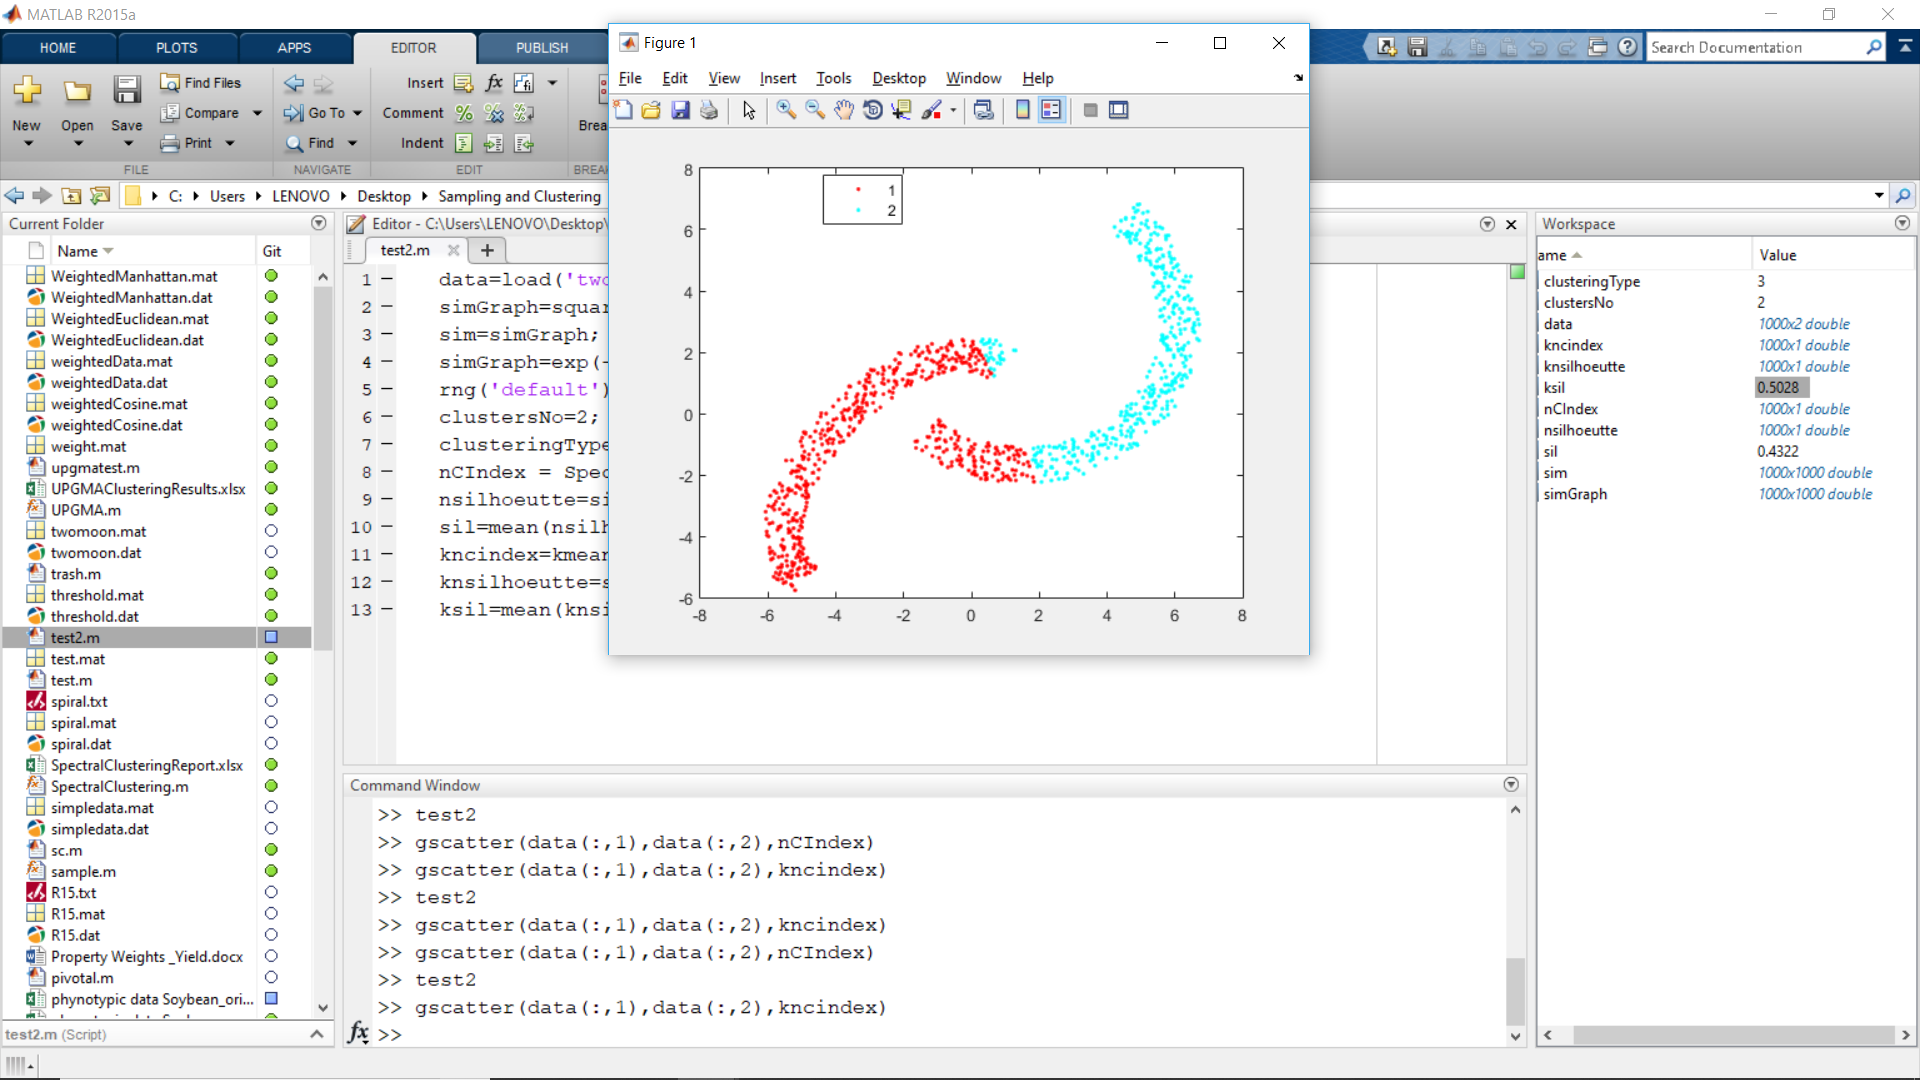 MATLAB R2015a
HOME PLOTS APPS EDITOR PUBLISH
Search Documentation
New Open Save
Find Files
Compare
Print
FILE
Go To
Find
NAVIGATE
Insert
Comment
Indent
EDIT
C: Users LENOVO Desktop Sampling and Clustering
Current Folder
Name Git
WeightedManhattan.mat
WeightedManhattan.dat
WeightedEuclidean.mat
WeightedEuclidean.dat
weightedData.mat
weightedData.dat
weightedCosine.mat
weightedCosine.dat
weight.mat
upgmatest.m
UPGMAClusteringResults.xlsx
UPGMA.m
twomoon.mat
twomoon.dat
trash.m
threshold.mat
threshold.dat
test2.m
test.mat
test.m
spiral.txt
spiral.mat
spiral.dat
SpectralClusteringReport.xlsx
SpectralClustering.m
simpledata.mat
simpledata.dat
sc.m
sample.m
R15.txt
R15.mat
R15.dat
Property Weights _Yield.docx
pivotal.m
phynotypic data Soybean_ori...
test2.m (Script)
Editor - C:\Users\LENOVO\Desktop\
test2.m
1 data=load('two
2 simGraph=squar
3 sim=simGraph;
4 simGraph=exp(-
5 rng('default')
6 clustersNo=2;
7 clusteringType
8 nCIndex = Spec
9 nsilhoeutte=si
10 sil=mean(nsilh
11 kncindex=kmear
12 knsilhoeutte=s
13 ksil=mean(knsi
Figure 1
File Edit View Insert Tools Desktop Window Help
1
2
8
6
4
2
0
-2
-4
-6
-8 -6 -4 -2 0 2 4 6 8
Command Window
>> test2
>> gscatter(data(:,1),data(:,2),nCIndex)
>> gscatter(data(:,1),data(:,2),kncindex)
>> test2
>> gscatter(data(:,1),data(:,2),kncindex)
>> gscatter(data(:,1),data(:,2),nCIndex)
>> test2
>> gscatter(data(:,1),data(:,2),kncindex)
fx >>
Workspace
ame Value
clusteringType 3
clustersNo 2
data 1000x2 double
kncindex 1000x1 double
knsilhoeutte 1000x1 double
ksil 0.5028
nCIndex 1000x1 double
nsilhoeutte 1000x1 double
sil 0.4322
sim 1000x1000 double
simGraph 1000x1000 double